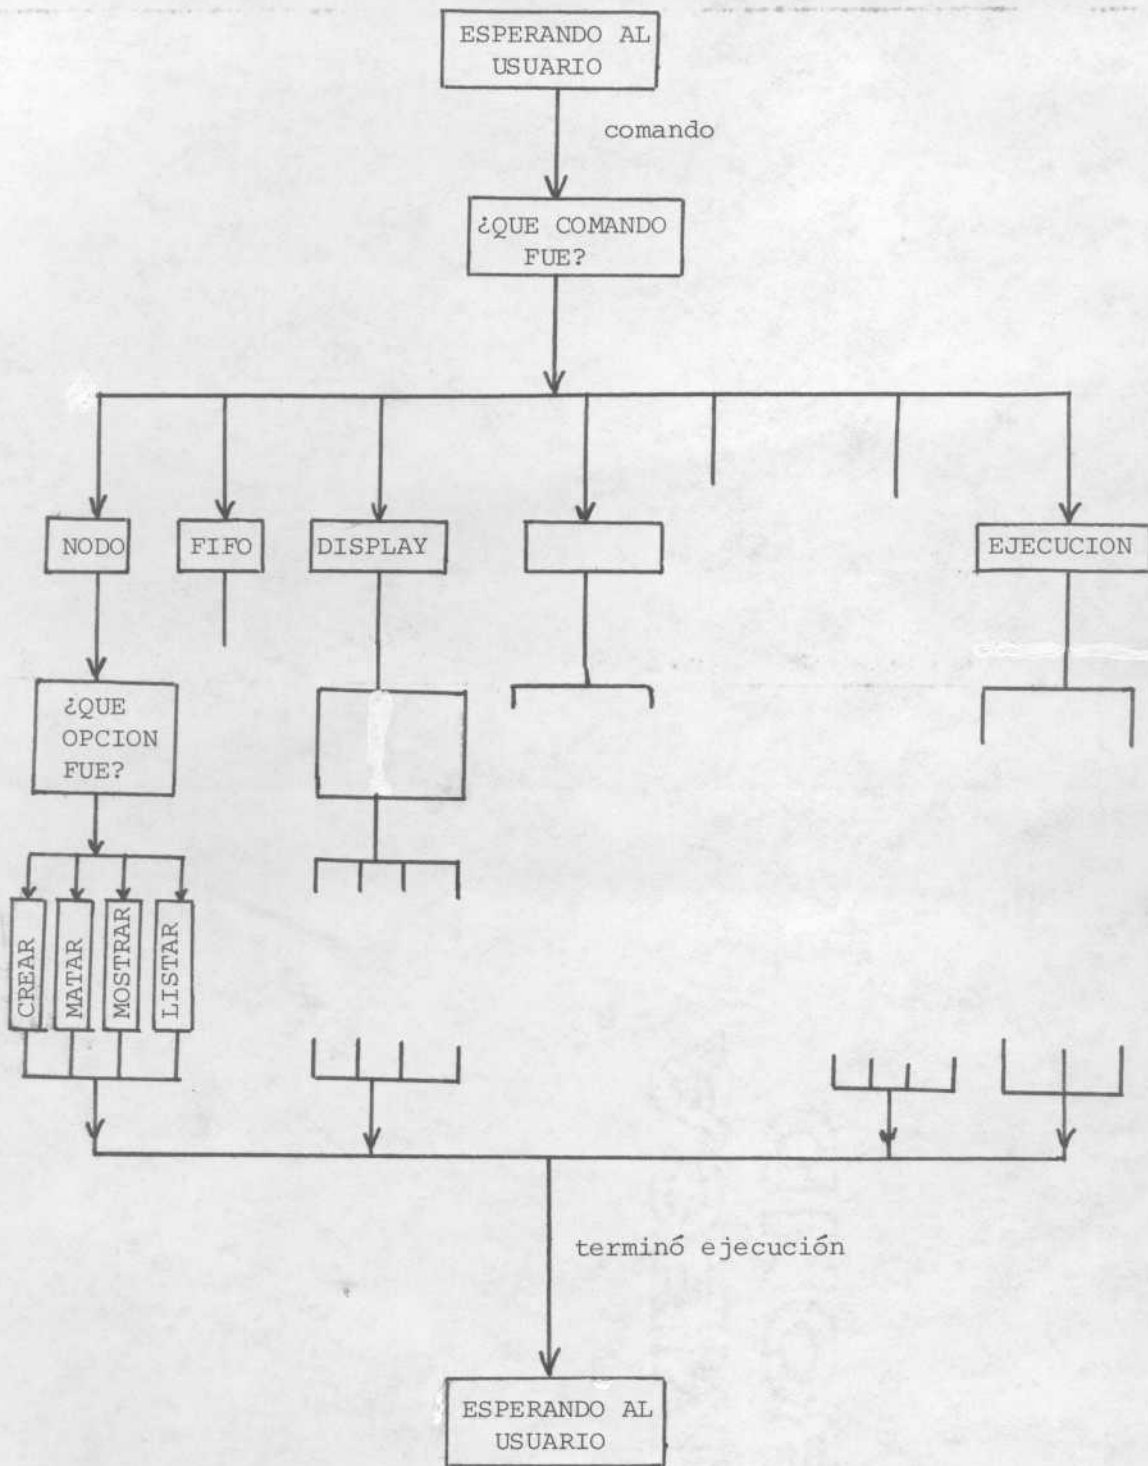 ESPERANDO AL
USUARIO
comando
¿QUE COMANDO
FUE?
NODO
FIFO
DISPLAY
EJECUCION
¿QUE
OPCION
FUE?
CREAR
MATAR
MOSTRAR
LISTAR
terminó ejecución
ESPERANDO AL
USUARIO